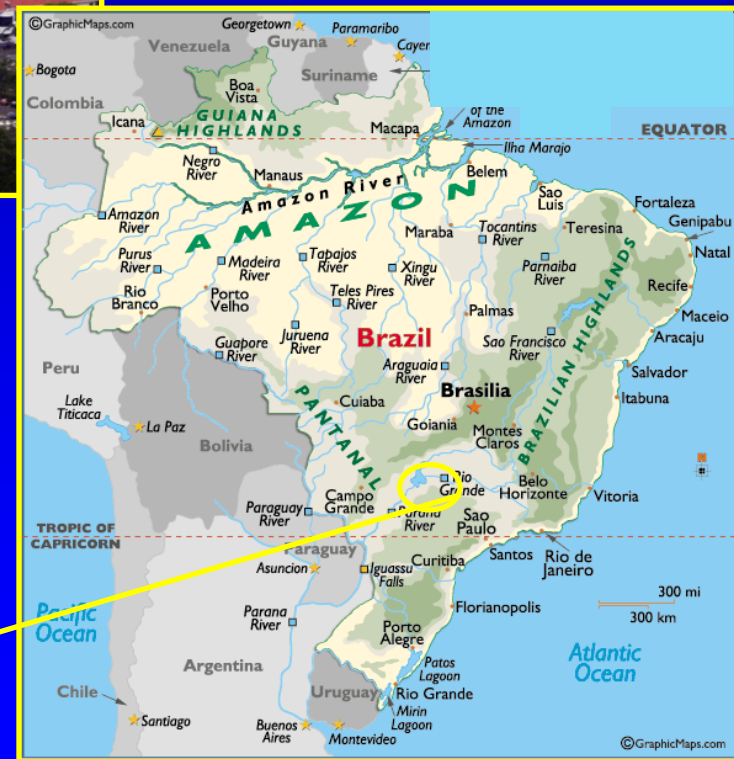 ©GraphicMaps.com
Georgetown
Paramaribo
Venezuela
Guyana
Cayen
Suriname
Bogota
Colombia
Boa
Vista
GUIANA
HIGHLANDS
Icana
Macapa
of the
Amazon
EQUATOR
Ilha Marajo
Negro
River
Manaus
Amazon River
Belem
AMAZON
Sao
Luis
Fortaleza
Amazon
River
Maraba
Tocantins
River
Teresina
Genipabu
Natal
Purus
River
Madeira
River
Tapajos
River
Xingu
River
Parnaiba
River
Recife
Rio
Branco
Porto
Velho
Teles Pires
River
Palmas
Maceio
Juruena
River
Brazil
Sao Francisco
River
Aracaju
Guapore
River
Araguaia
River
BRAZILIAN HIGHLANDS
Peru
Salvador
Lake
Titicaca
PANTANAL
Cuiaba
Brasilia
Itabuna
La Paz
Goiania
Montes
Claros
Bolivia
N
Rio
Grande
Belo
Horizonte
Vitoria
Campo
Grande
Paraguay
River
Parana
River
Sao
Paulo
TROPIC OF
CAPRICORN
Paraguay
Santos
Rio de
Janeiro
Asuncion
Iguassu
Falls
Curitiba
300 mi
300 km
Pacific
Ocean
Parana
River
Florianopolis
Porto
Alegre
Atlantic
Ocean
Argentina
Patos
Lagoon
Chile
Uruguay
Rio Grande
Mirin
Lagoon
Santiago
Buenos
Aires
Montevideo
©GraphicMaps.com